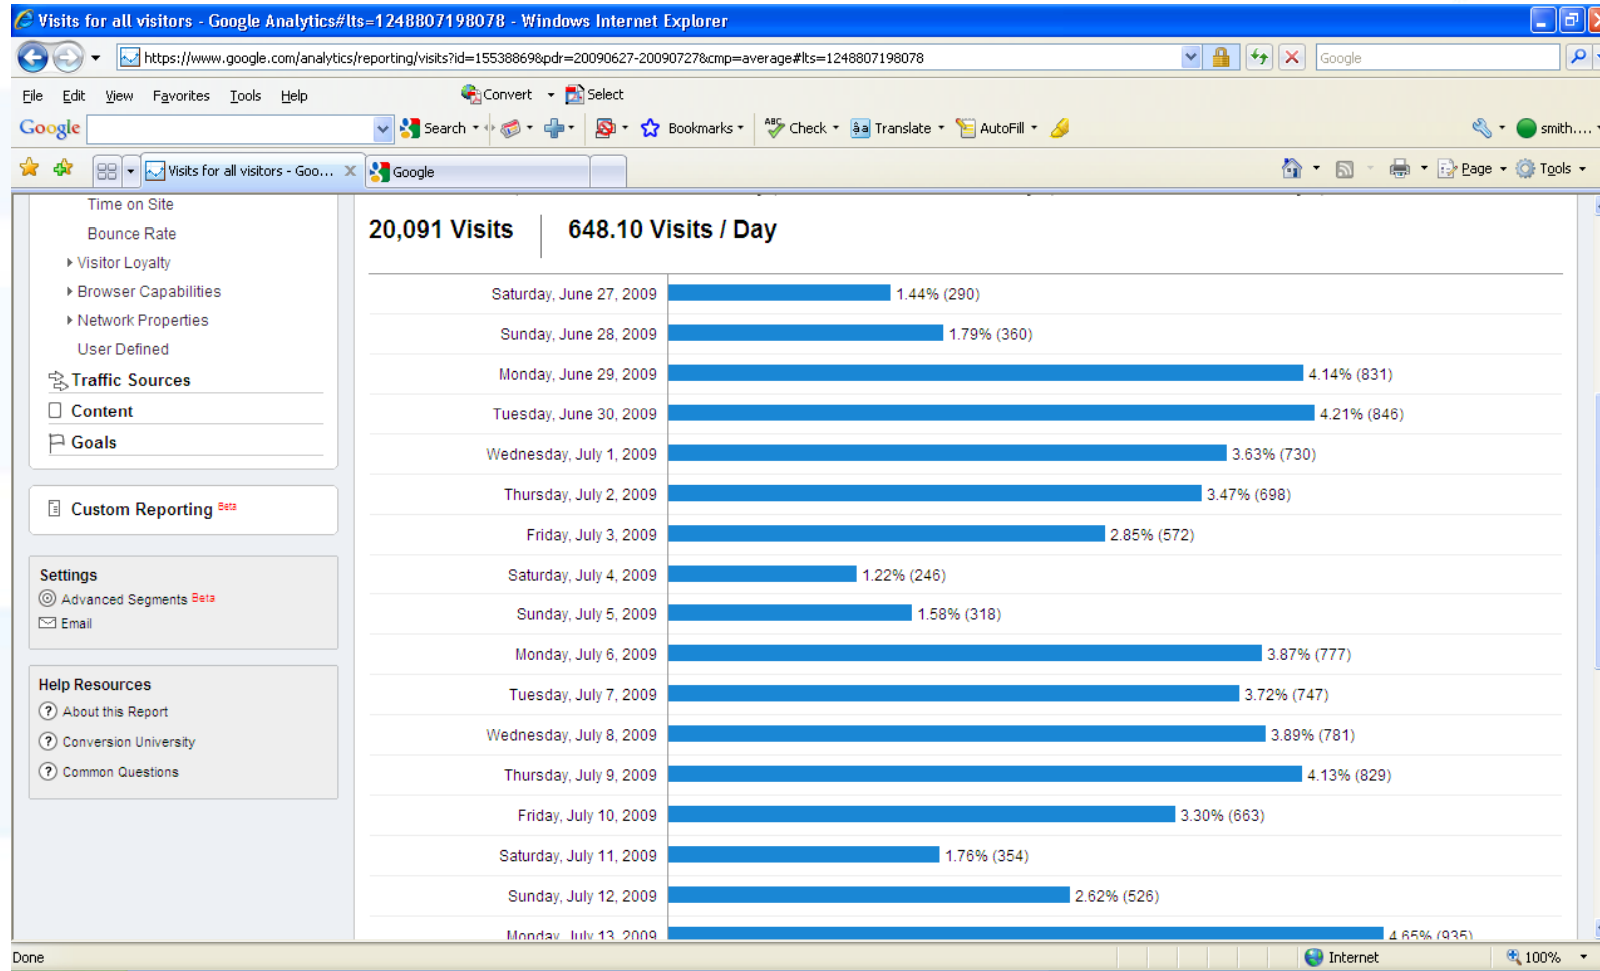 Visits for all visitors - Google Analytics#lts=1248807198078 - Windows Internet Explorer
https://www.google.com/analytics/reporting/visits?id=15538869&pdr=20090627-20090727&cmp=average#lts=1248807198078
Google
File Edit View Favorites Tools Help
Convert Select
Google
Search Bookmarks ABC Check Translate AutoFill smith....
Visits for all visitors - Goo... X Google
Page Tools
Time on Site
Bounce Rate
Visitor Loyalty
Browser Capabilities
Network Properties
User Defined
Traffic Sources
Content
Goals
Custom Reporting Beta
Settings
Advanced Segments Beta
Email
Help Resources
About this Report
Conversion University
Common Questions
20,091 Visits 648.10 Visits / Day
Saturday, June 27, 2009 1.44% (290)
Sunday, June 28, 2009 1.79% (360)
Monday, June 29, 2009 4.14% (831)
Tuesday, June 30, 2009 4.21% (846)
Wednesday, July 1, 2009 3.63% (730)
Thursday, July 2, 2009 3.47% (698)
Friday, July 3, 2009 2.85% (572)
Saturday, July 4, 2009 1.22% (246)
Sunday, July 5, 2009 1.58% (318)
Monday, July 6, 2009 3.87% (777)
Tuesday, July 7, 2009 3.72% (747)
Wednesday, July 8, 2009 3.89% (781)
Thursday, July 9, 2009 4.13% (829)
Friday, July 10, 2009 3.30% (663)
Saturday, July 11, 2009 1.76% (354)
Sunday, July 12, 2009 2.62% (526)
Monday, July 13, 2009 4.65% (935)
Done Internet 100%